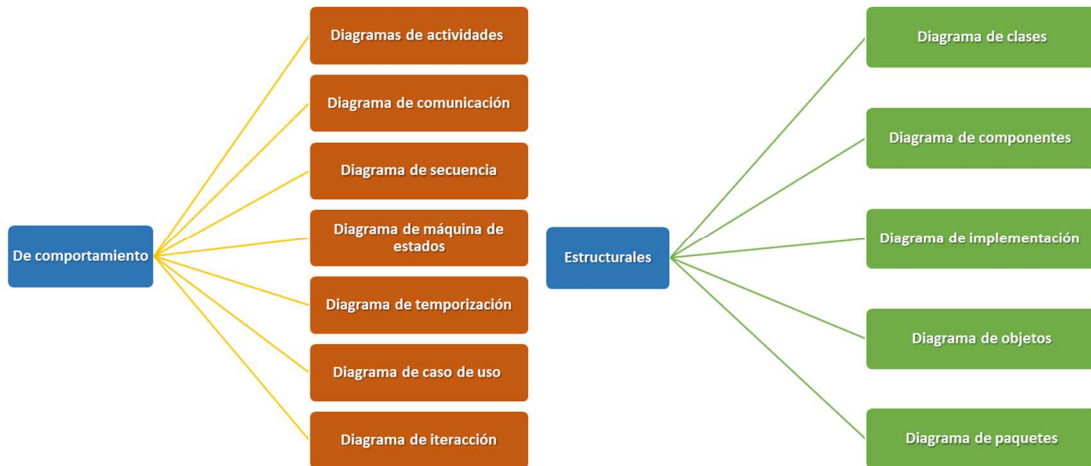 De comportamiento
Diagramas de actividades
Diagrama de comunicación
Diagrama de secuencia
Diagrama de máquina de
estados
Diagrama de temporización
Diagrama de caso de uso
Diagrama de iteracción
Estructurales
Diagrama de clases
Diagrama de componentes
Diagrama de implementación
Diagrama de objetos
Diagrama de paquetes